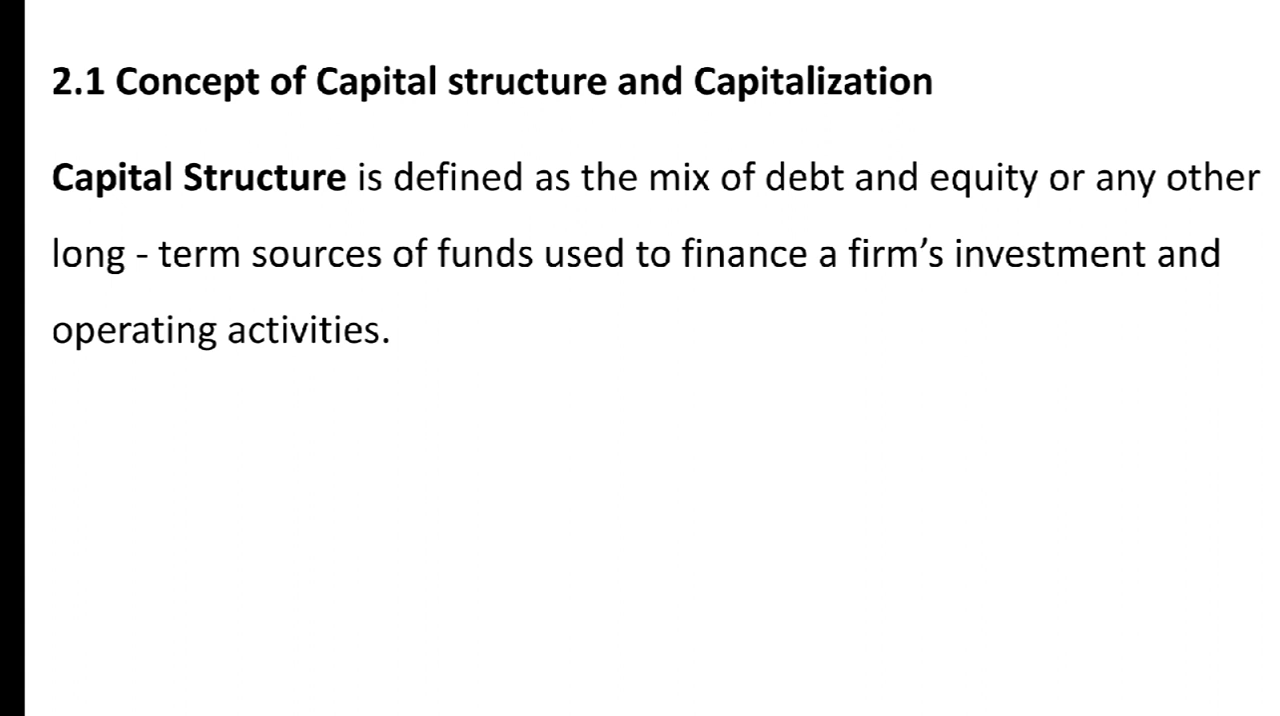 2.1 Concept of Capital structure and Capitalization
Capital Structure is defined as the mix of debt and equity or any other
long - term sources of funds used to finance a firm’s investment and
operating activities.